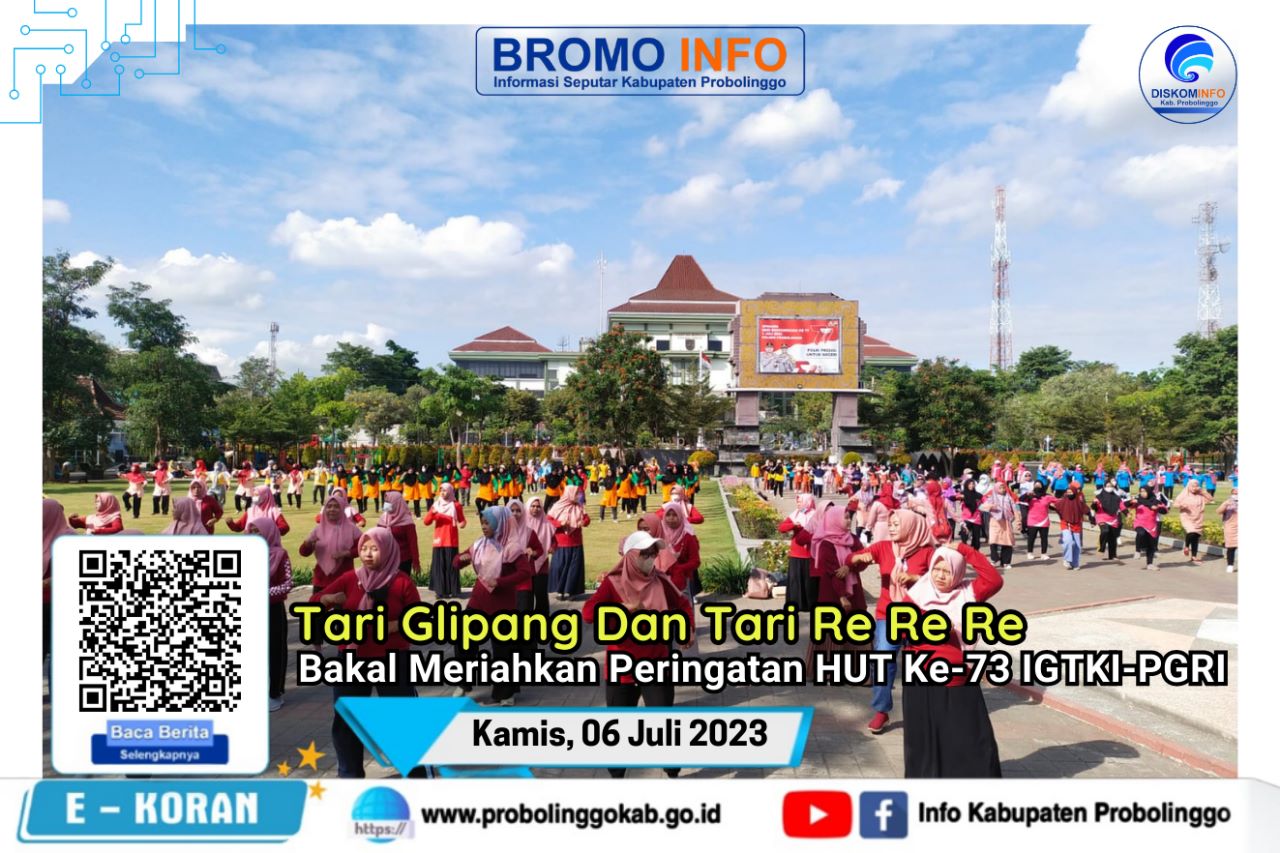 BROMO INFO
Informasi Seputar Kabupaten Probolinggo
DISKOMINFO
Kab. Probolinggo
Tari Glipang Dan Tari Re Re Re
Bakal Meriahkan Peringatan HUT Ke-73 IGTKI-PGRI
Kamis, 06 Juli 2023
Baca Berita
Selengkapnya
E - KORAN
https://
www.probolinggokab.go.id
Info Kabupaten Probolinggo